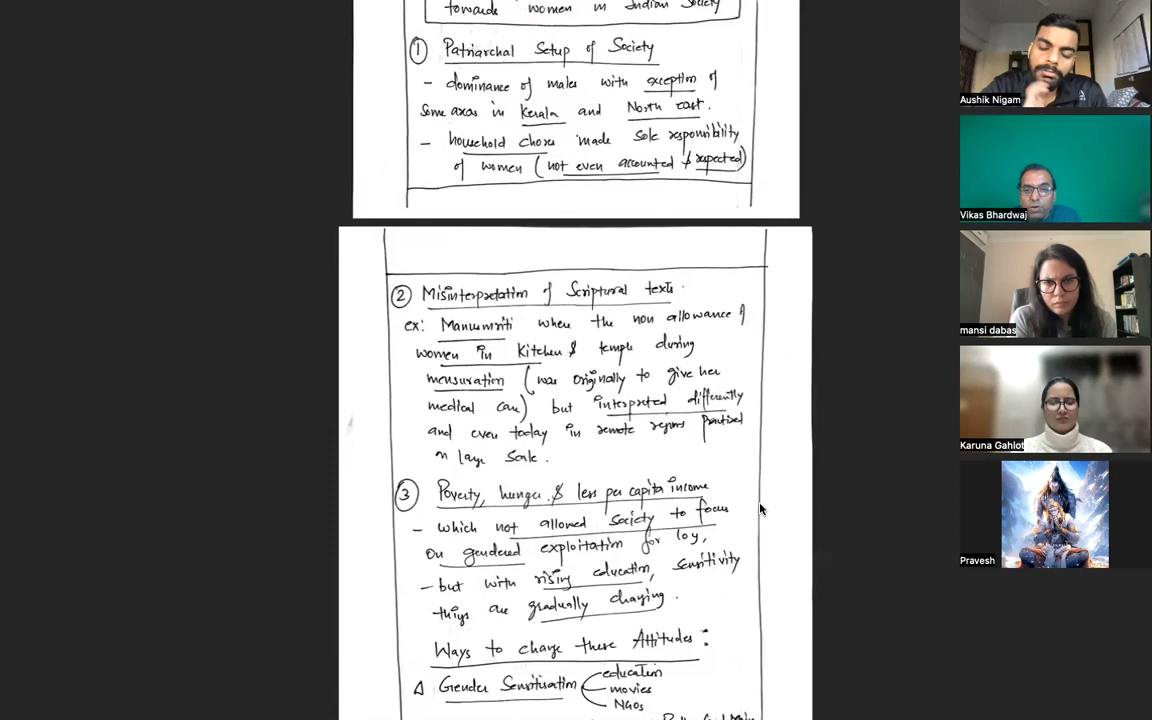 towards women in Indian Society
① Patriarchal Setup of Society
- dominance of males with exception of
some areas in Kerala and North east.
- household chores made sole responsibility
of women (not even accounted & respected)
② Misinterpretation of Scriptural texts.
ex: Manusmriti when the non allowance of
women in Kitchen & temple during
mensuration (was originally to give her
medical care) but interpreted differently
and even today in remote regions practised
on large scale.
③ Poverty, hunger & less per capita income
- which not allowed society to focus
on gendered exploitation for long,
- but with rising education, sensitivity
things are gradually changing.
Ways to change these Attitudes:
Δ Gender Sensitisation
education
movies
NGOs
Aushik Nigam
Vikas Bhardwaj
mansi dabas
Karuna Gahlot
Pravesh